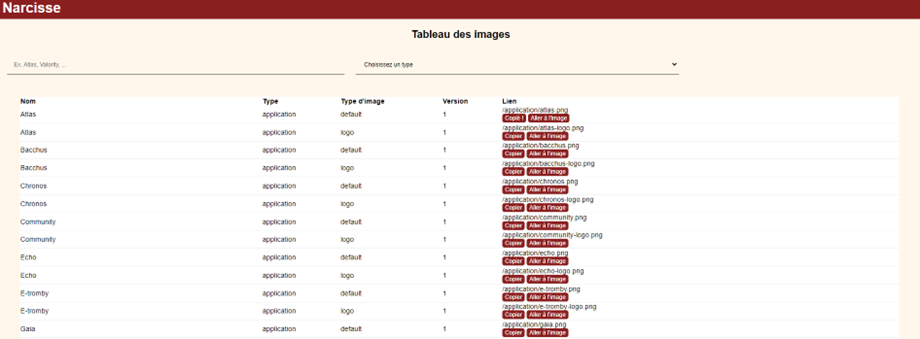 Narcisse
Tableau des images
Ex. Atlas, Valority, ...
Choisissez un type
Nom Type Type d'image Version Lien
Atlas application default 1 /application/atlas.png
Copié ! Aller à l'image
Atlas application logo 1 /application/atlas-logo.png
Copier Aller à l'image
Bacchus application default 1 /application/bacchus.png
Copier Aller à l'image
Bacchus application logo 1 /application/bacchus-logo.png
Copier Aller à l'image
Chronos application default 1 /application/chronos.png
Copier Aller à l'image
Chronos application logo 1 /application/chronos-logo.png
Copier Aller à l'image
Community application default 1 /application/community.png
Copier Aller à l'image
Community application logo 1 /application/community-logo.png
Copier Aller à l'image
Echo application default 1 /application/echo.png
Copier Aller à l'image
Echo application logo 1 /application/echo-logo.png
Copier Aller à l'image
E-tromby application default 1 /application/e-tromby.png
Copier Aller à l'image
E-tromby application logo 1 /application/e-tromby-logo.png
Copier Aller à l'image
Gaia application default 1 /application/gaia.png
Copier Aller à l'image